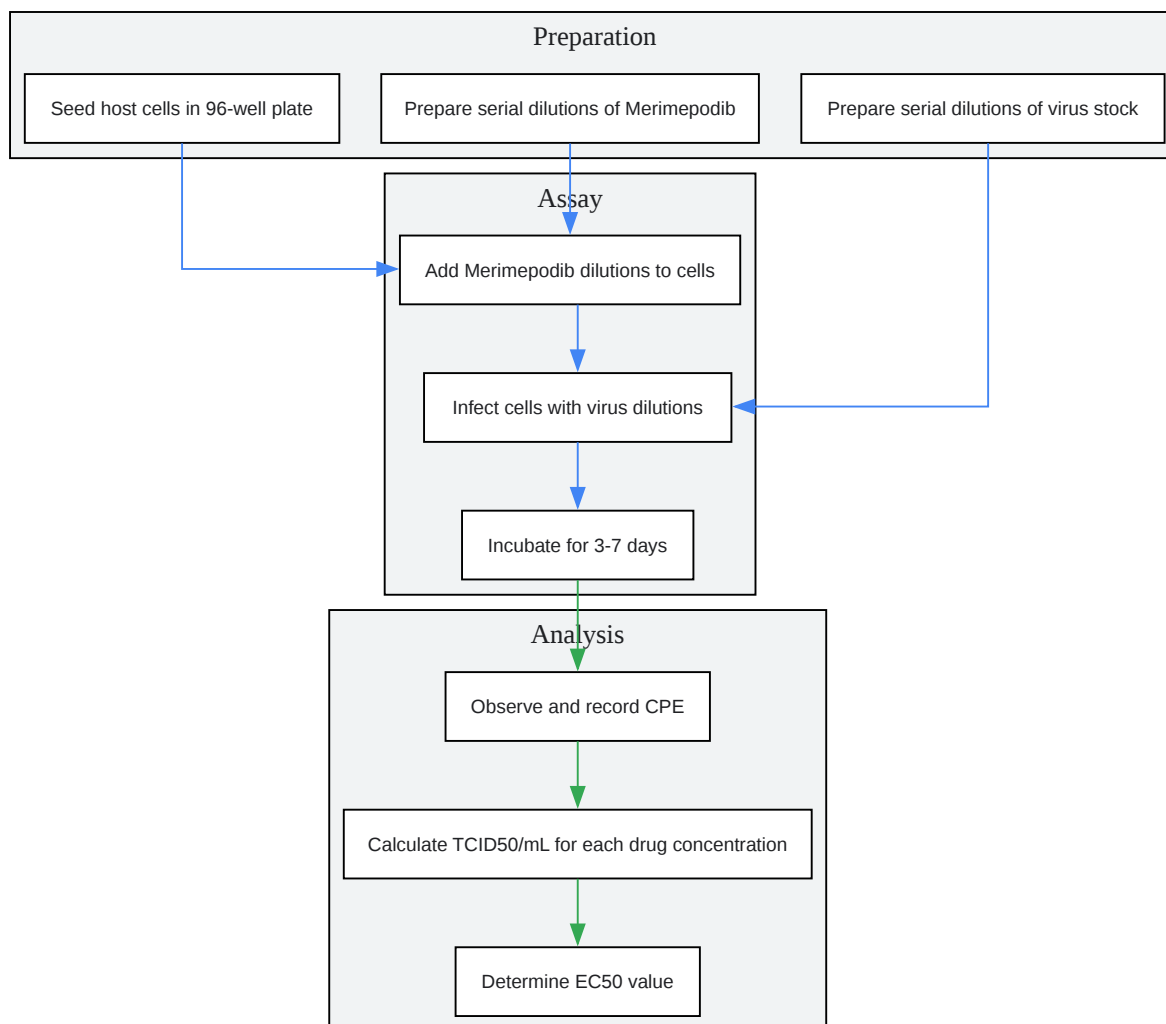 Preparation
Seed host cells in 96-well plate
Prepare serial dilutions of Merimepodib
Prepare serial dilutions of virus stock
Assay
Add Merimepodib dilutions to cells
Infect cells with virus dilutions
Incubate for 3-7 days
Analysis
Observe and record CPE
Calculate TCID50/mL for each drug concentration
Determine EC50 value